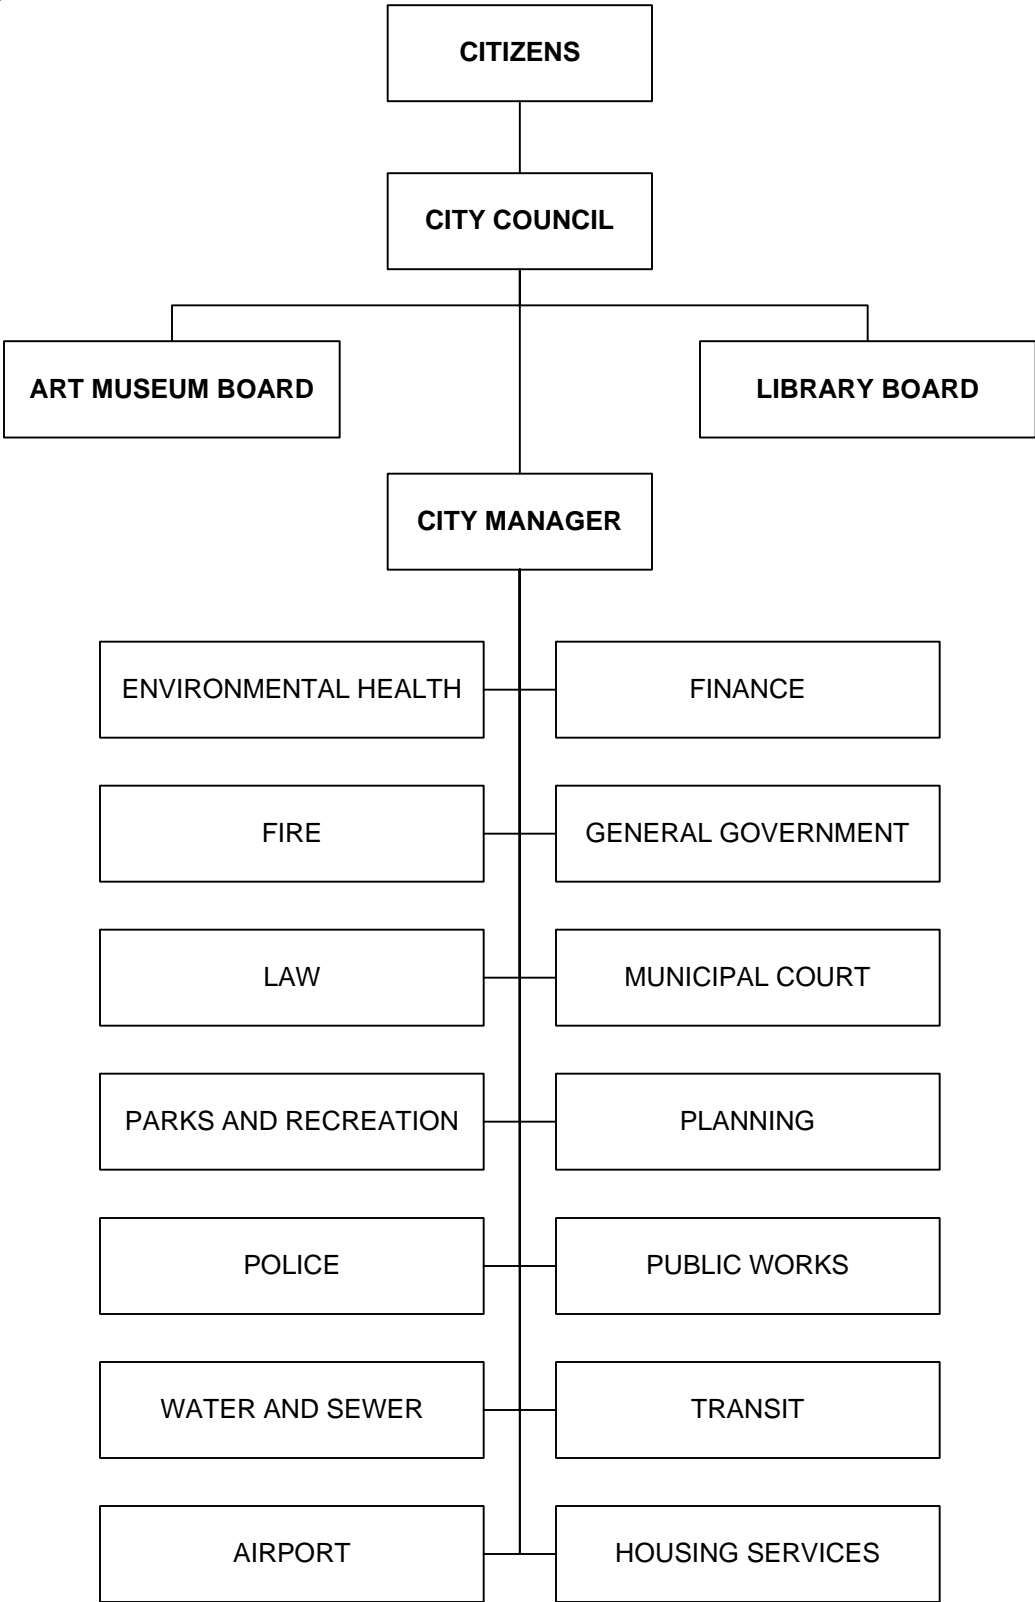 CITIZENS
CITY COUNCIL
ART MUSEUM BOARD
LIBRARY BOARD
CITY MANAGER
ENVIRONMENTAL HEALTH
FINANCE
FIRE
GENERAL GOVERNMENT
LAW
MUNICIPAL COURT
PARKS AND RECREATION
PLANNING
POLICE
PUBLIC WORKS
WATER AND SEWER
TRANSIT
AIRPORT
HOUSING SERVICES